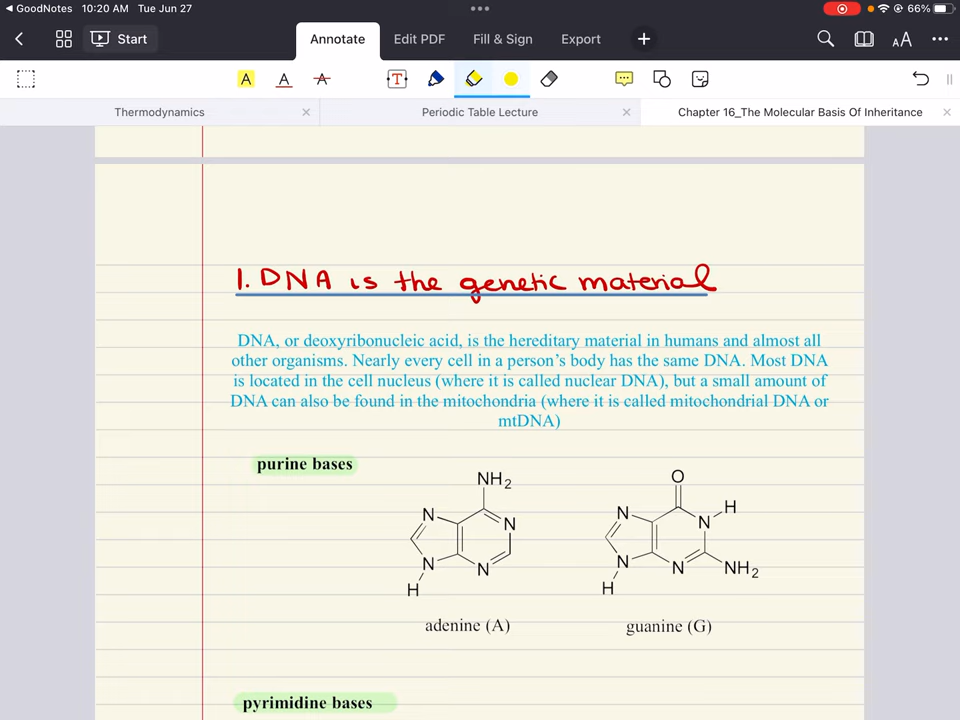 GoodNotes 10:20 AM Tue Jun 27 66%
Start Annotate Edit PDF Fill & Sign Export
A A A T AA
Thermodynamics Periodic Table Lecture Chapter 16_The Molecular Basis Of Inheritance
1. DNA is the genetic material
DNA, or deoxyribonucleic acid, is the hereditary material in humans and almost all
other organisms. Nearly every cell in a person's body has the same DNA. Most DNA
is located in the cell nucleus (where it is called nuclear DNA), but a small amount of
DNA can also be found in the mitochondria (where it is called mitochondrial DNA or
mtDNA)
purine bases
NH2
N
N
N
N
H
adenine (A)
O
N
N
H
N
N
NH2
H
guanine (G)
pyrimidine bases